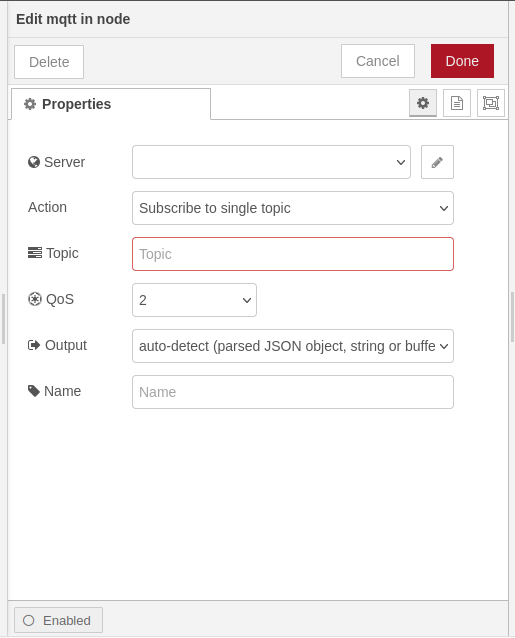 Edit mqtt in node
Delete
Cancel
Done
Properties
Server
Action
Subscribe to single topic
Topic
Topic
QoS
2
Output
auto-detect (parsed JSON object, string or buffe
Name
Name
Enabled